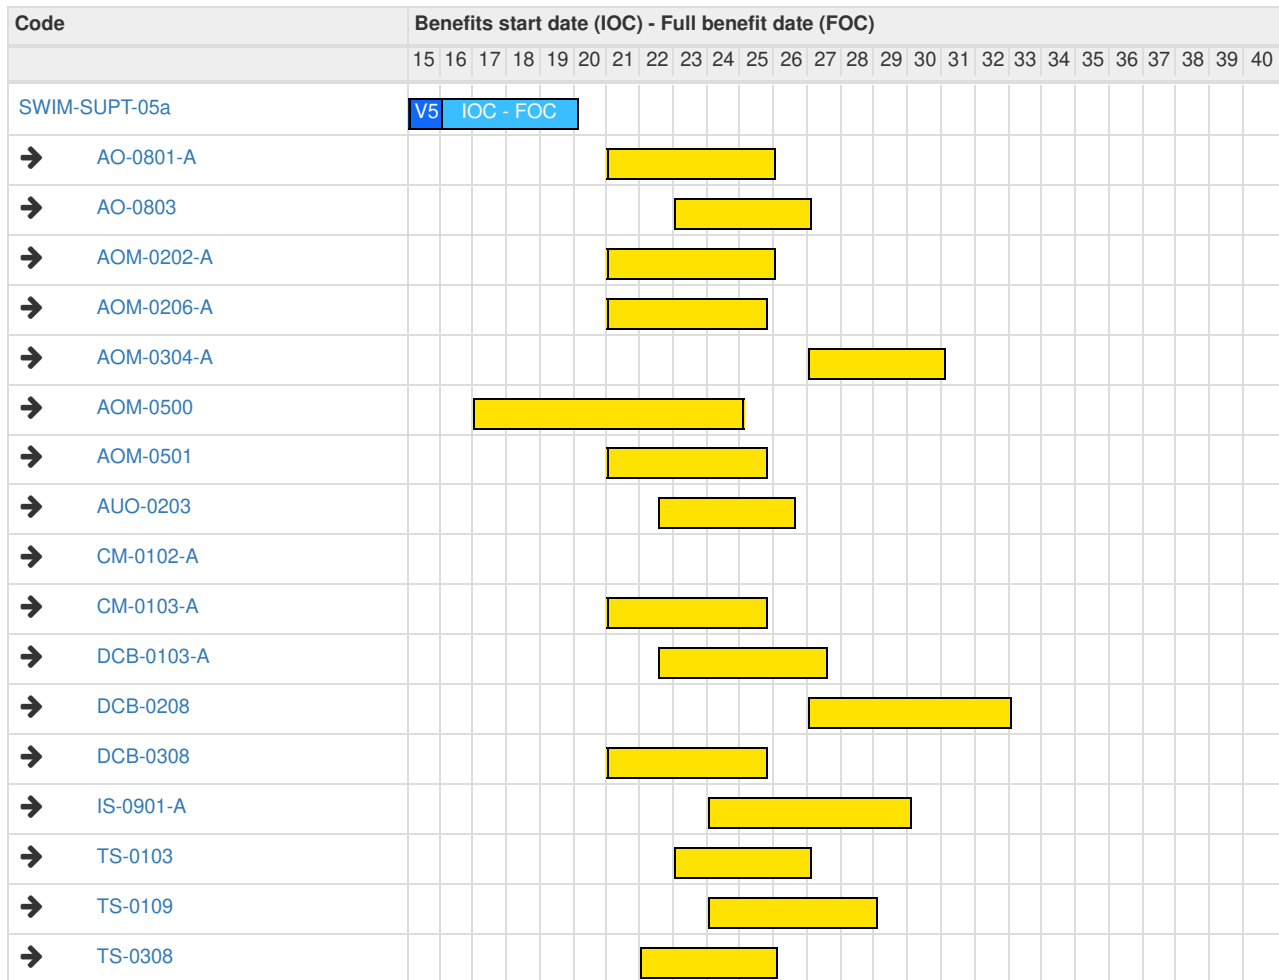 Code Benefits start date (IOC) - Full benefit date (FOC)
15 16 17 18 19 20 21 22 23 24 25 26 27 28 29 30 31 32 33 34 35 36 37 38 39 40
SWIM-SUPT-05a V5 IOC - FOC
AO-0801-A
AO-0803
AOM-0202-A
AOM-0206-A
AOM-0304-A
AOM-0500
AOM-0501
AUO-0203
CM-0102-A
CM-0103-A
DCB-0103-A
DCB-0208
DCB-0308
IS-0901-A
TS-0103
TS-0109
TS-0308